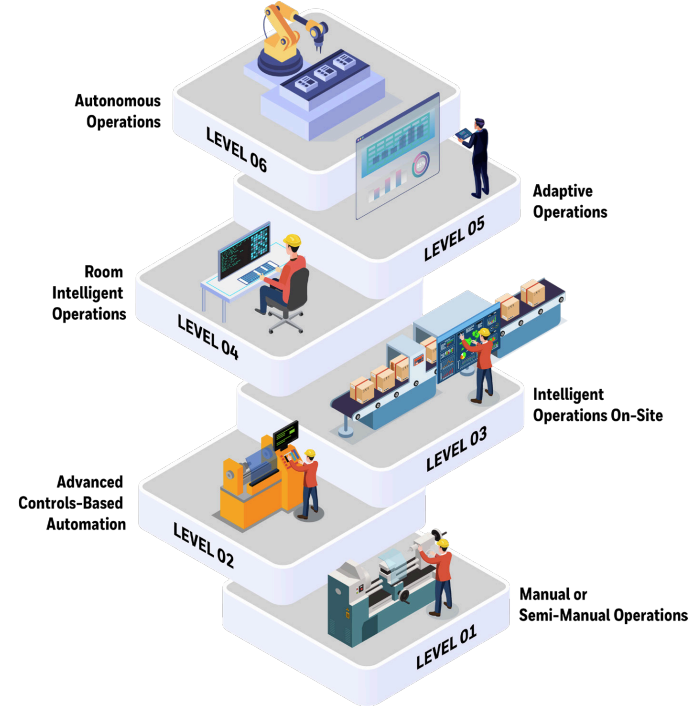 Autonomous
Operations
LEVEL 06
Adaptive
Operations
LEVEL 05
Room
Intelligent
Operations
LEVEL 04
Intelligent
Operations On-Site
LEVEL 03
Advanced
Controls-Based
Automation
LEVEL 02
Manual or
Semi-Manual Operations
LEVEL 01